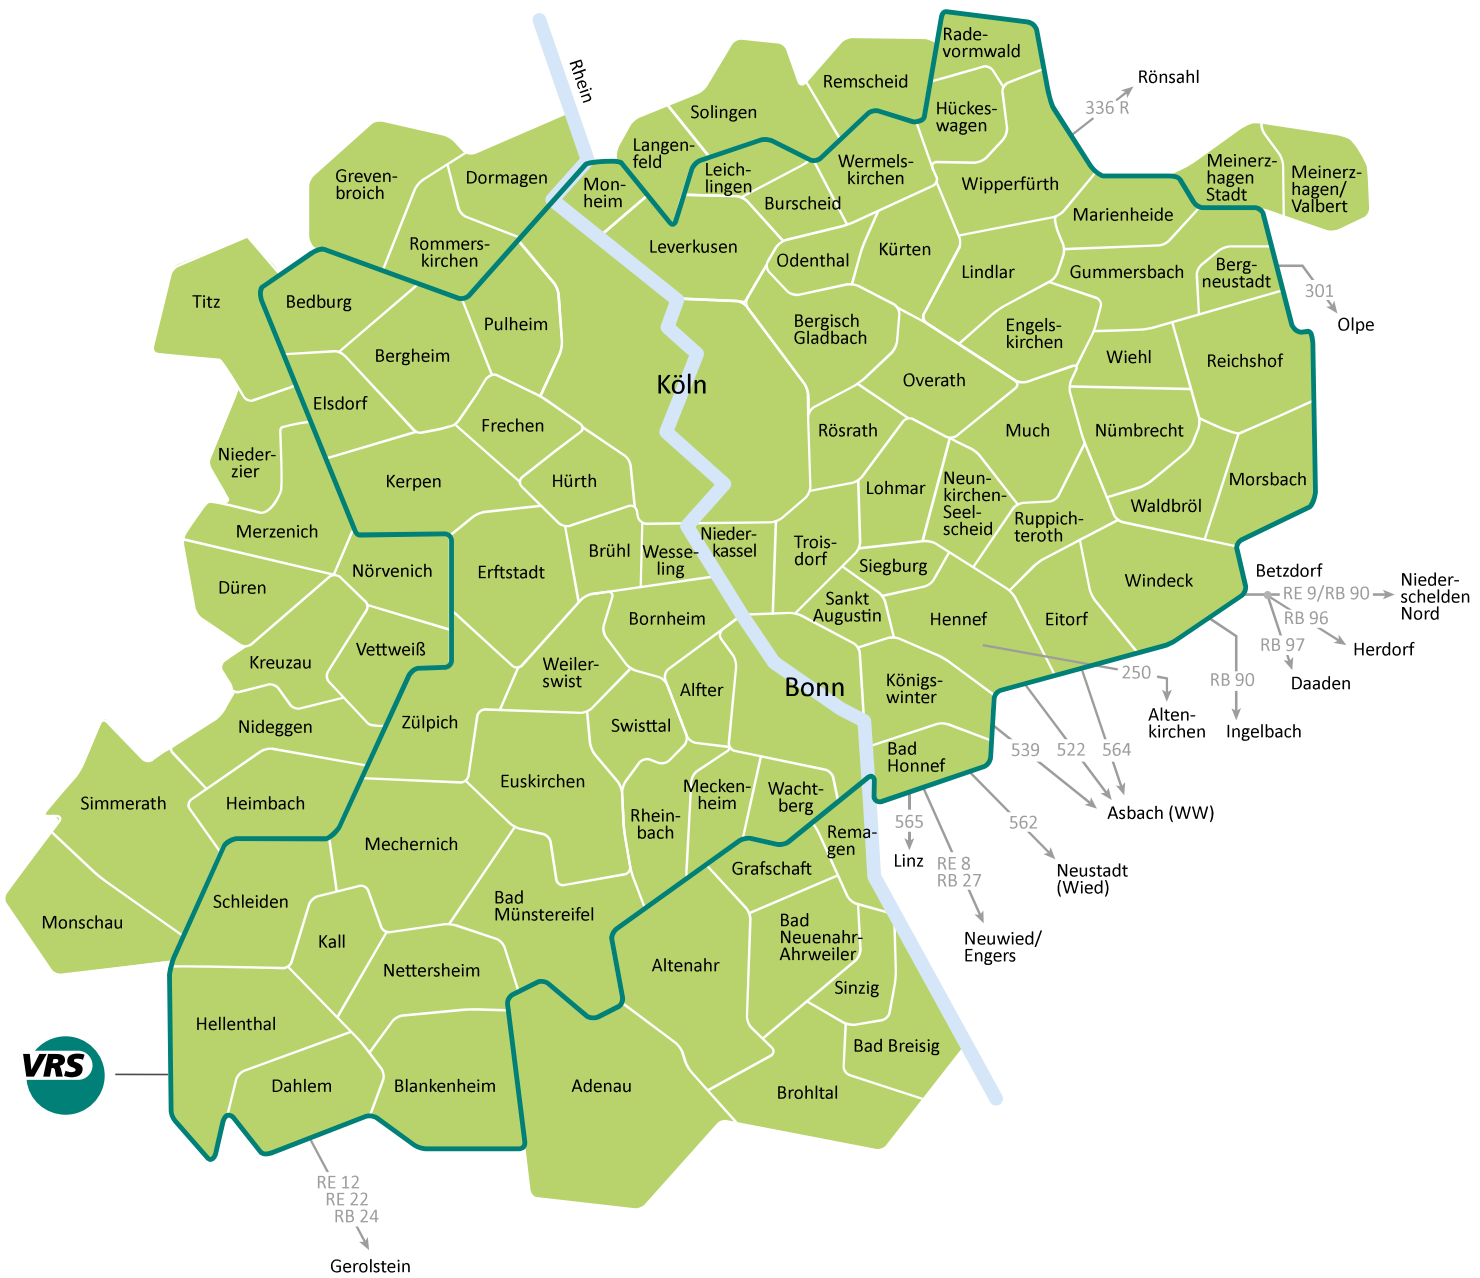 Rade-
vormwald
Rhein
Remscheid
Rönsahl
336 R
Solingen
Hückes-
wagen
Langen-
feld
Wermels-
kirchen
Meinerz-
hagen
Stadt
Meinerz-
hagen/
Valbert
Greven-
broich
Dormagen
Mon-
heim
Leich-
lingen
Burscheid
Wipperfürth
Marienheide
Rommers-
kirchen
Leverkusen
Odenthal
Kürten
Lindlar
Gummersbach
Berg-
neustadt
301
Olpe
Titz
Bedburg
Pulheim
Bergisch
Gladbach
Engels-
kirchen
Bergheim
Wiehl
Reichshof
Köln
Overath
Elsdorf
Frechen
Rösrath
Much
Nümbrecht
Nieder-
zier
Kerpen
Hürth
Lohmar
Neun-
kirchen-
Seel-
scheid
Morsbach
Waldbröl
Merzenich
Ruppich-
teroth
Brühl
Wesse-
ling
Nieder-
kassel
Trois-
dorf
Siegburg
Nörvenich
Erftstadt
Düren
Windeck
Betzdorf
RE 9/RB 90
Nieder-
schelden
Nord
RB 96
Herdorf
RB 97
Daaden
RB 90
Ingelbach
Sankt
Augustin
Hennef
Eitorf
Bornheim
Kreuzau
Vettweiß
Weiler-
swist
Alfter
Bonn
Königs-
winter
250
Alten-
kirchen
Nideggen
Zülpich
Swisttal
539
522
564
Bad
Honnef
Asbach (WW)
Euskirchen
Simmerath
Heimbach
Mecken-
heim
Wacht-
berg
Rhein-
bach
Rema-
gen
565
Linz
562
Neustadt
(Wied)
RE 8
RB 27
Neuwied/
Engers
Mechernich
Grafschaft
Schleiden
Bad
Münstereifel
Monschau
Kall
Bad
Neuenahr-
Ahrweiler
Nettersheim
Altenahr
Sinzig
Hellenthal
Bad Breisig
VRS
Dahlem
Blankenheim
Adenau
Brohltal
RE 12
RE 22
RB 24
Gerolstein